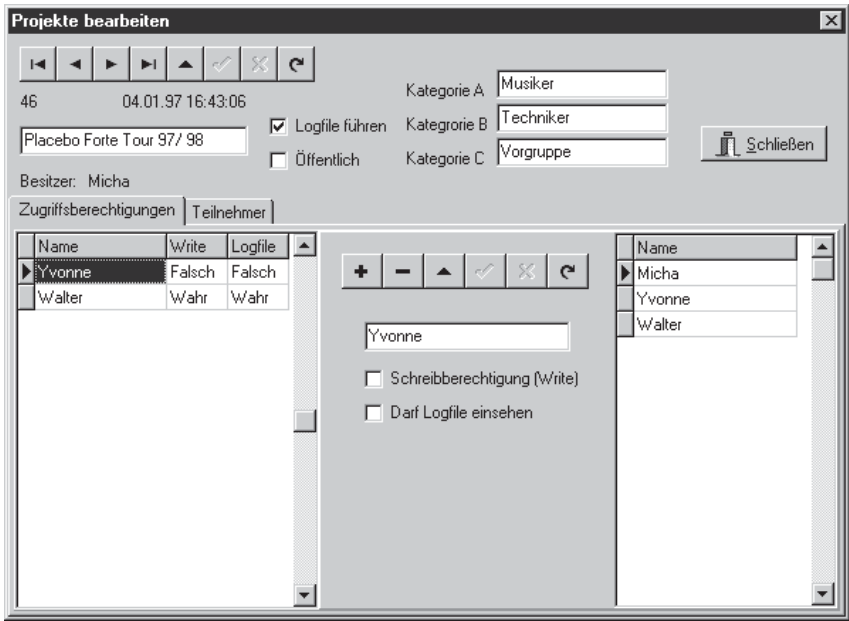 Projekte bearbeiten
46 04.01.97 16:43:06
Placebo Forte Tour 97/ 98
Besitzer: Micha
Logfile führen
Öffentlich
Kategorie A Musiker
Kategrorie B Techniker
Kategorie C Vorgruppe
Schließen
Zugriffsberechtigungen Teilnehmer
Name Write Logfile
Yvonne Falsch Falsch
Walter Wahr Wahr
Yvonne
Schreibberechtigung (Write)
Darf Logfile einsehen
Name
Micha
Yvonne
Walter